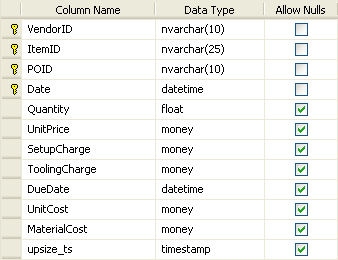 Column Name Data Type Allow Nulls
VendorID nvarchar(10)
ItemID nvarchar(25)
POID nvarchar(10)
Date datetime
Quantity float
UnitPrice money
SetupCharge money
ToolingCharge money
DueDate datetime
UnitCost money
MaterialCost money
upsize_ts timestamp